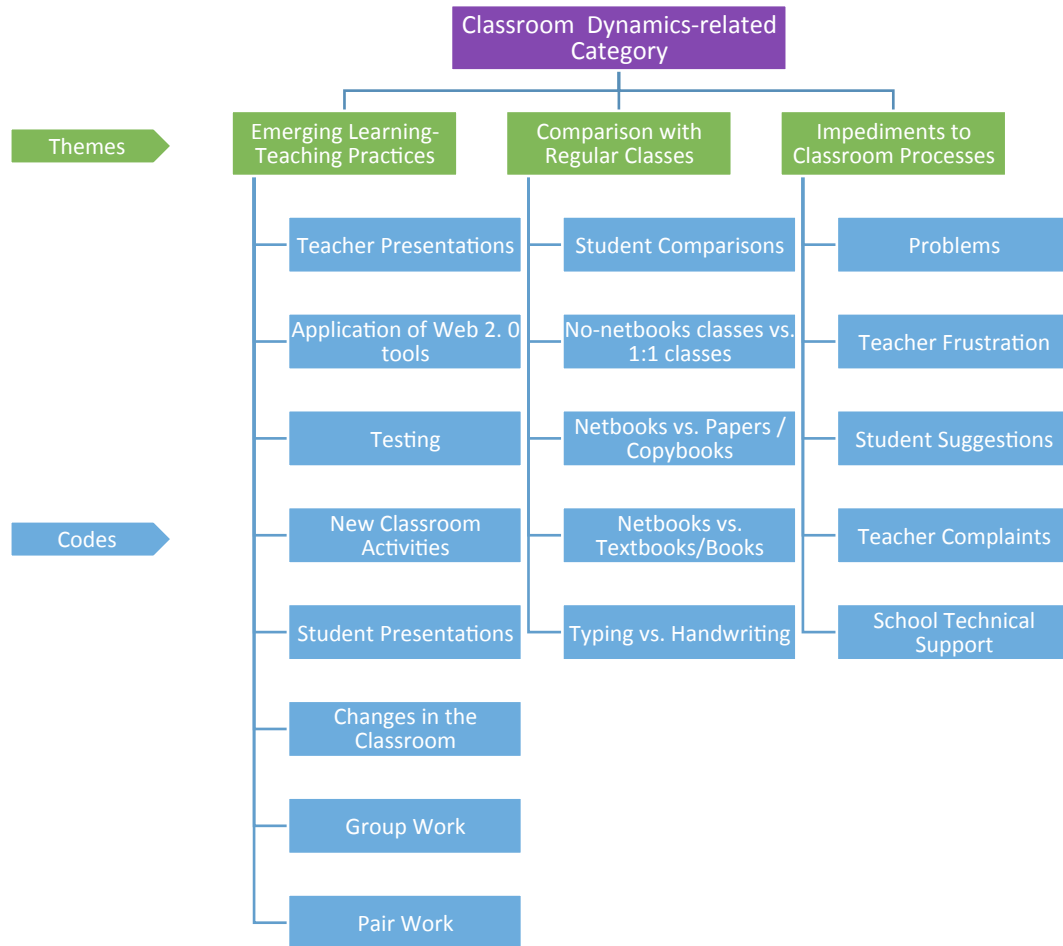 Classroom Dynamics-related
Category
Themes
Emerging Learning-
Teaching Practices
Comparison with
Regular Classes
Impediments to
Classroom Processes
Teacher Presentations
Student Comparisons
Problems
Application of Web 2. 0
tools
No-netbooks classes vs.
1:1 classes
Teacher Frustration
Testing
Netbooks vs. Papers /
Copybooks
Student Suggestions
Codes
New Classroom
Activities
Netbooks vs.
Textbooks/Books
Teacher Complaints
Student Presentations
Typing vs. Handwriting
School Technical
Support
Changes in the
Classroom
Group Work
Pair Work